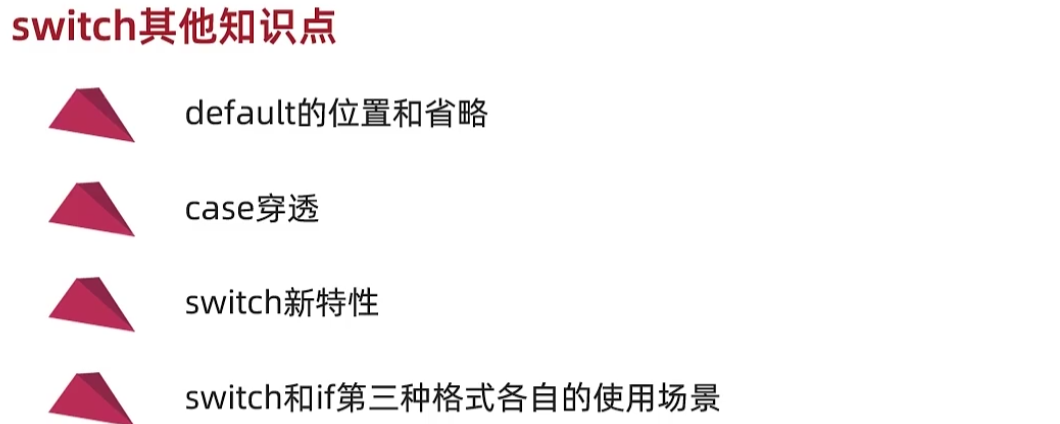 switch其他知识点
default的位置和省略
case穿透
switch新特性
switch和if第三种格式各自的使用场景